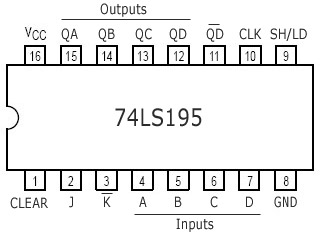 Outputs
VCC QA QB QC QD Q̅D̅ CLK SH/LD
16 15 14 13 12 11 10 9
74LS195
1 2 3 4 5 6 7 8
CLEAR J K̅ A B C D GND
Inputs